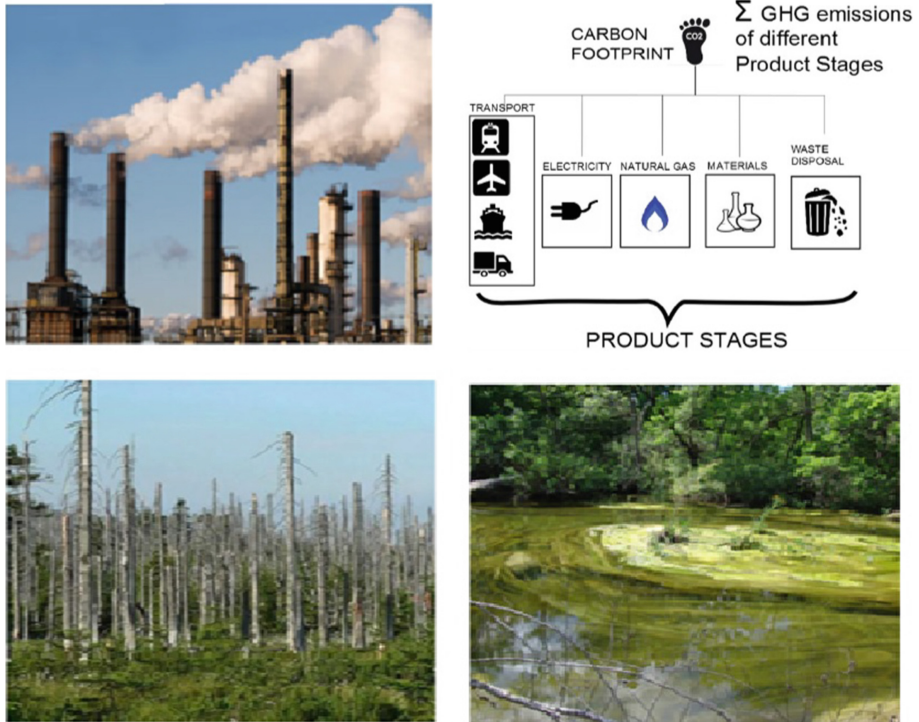 Σ GHG emissions
of different
Product Stages
CARBON
FOOTPRINT
CO2
TRANSPORT
ELECTRICITY
NATURAL GAS
MATERIALS
WASTE
DISPOSAL
PRODUCT STAGES